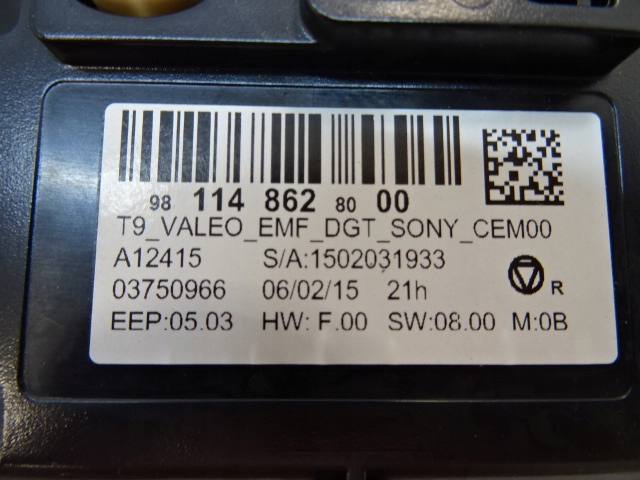 98 114 862 80 00
T9_VALEO_EMF_DGT_SONY_CEM00
A12415 S/A:1502031933
03750966 06/02/15 21h
R
EEP:05.03 HW: F.00 SW:08.00 M:0B